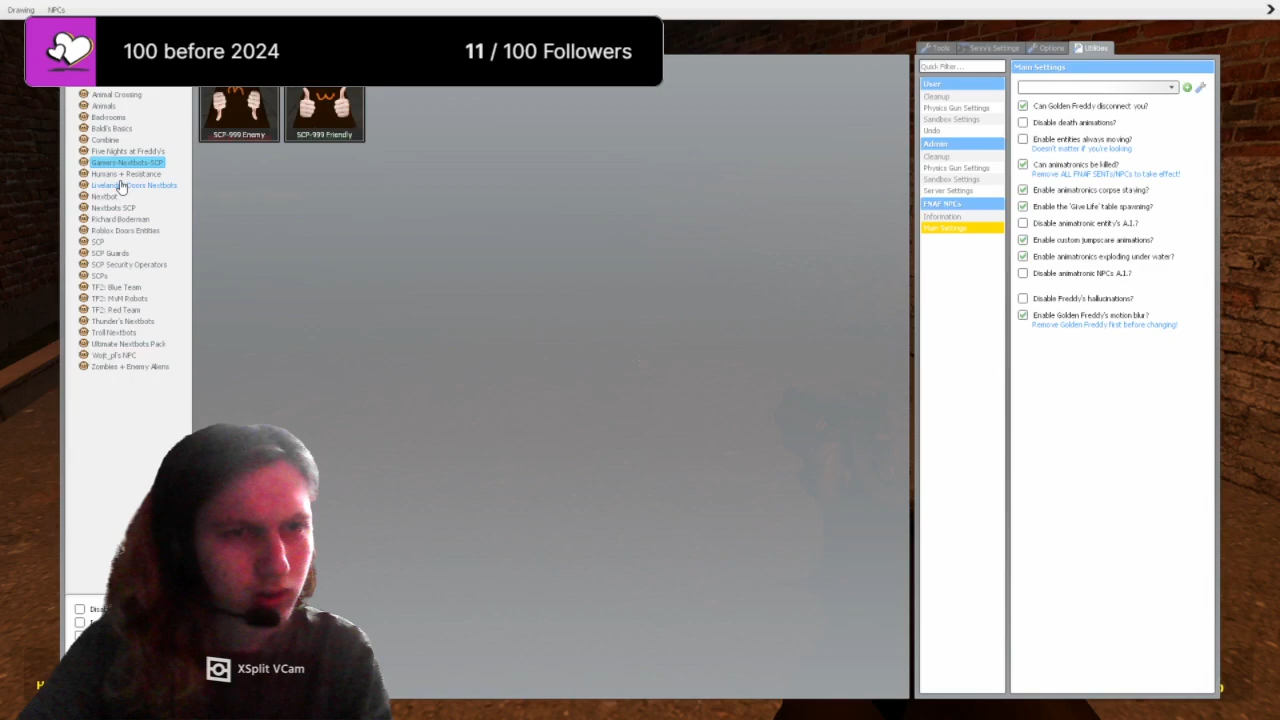 Drawing NPCs
100 before 2024
11 / 100 Followers
Animal Crossing
Animals
Backrooms
Baldi's Basics
Combine
Five Nights at Freddy's
Gamers-Nextbots-SCP
Humans + Resistance
Doors Nextbots
Nextbot
Nextbots SCP
Richard Boderman
Roblox Doors Entities
SCP
SCP Guards
SCP Security Operators
SCPs
TF2: Blue Team
TF2: MvM Robots
TF2: Red Team
Thunder's Nextbots
Troll Nextbots
Ultimate Nextbots Pack
Wojt_pl's NPC
Zombies + Enemy Aliens
SCP-999 Enemy
SCP-999 Friendly
XSplit VCam
Tools
Settings
Options
Utilities
Quick Filter...
User
Cleanup
Physics Gun Settings
Sandbox Settings
Undo
Admin
Cleanup
Physics Gun Settings
Sandbox Settings
Server Settings
FNAF NPCs
Information
Main Settings
Main Settings
Can Golden Freddy disconnect you?
Disable death animations?
Enable entities always moving?
Doesn't matter if you're looking
Can animatronics be killed?
Remove ALL FNAF SENTs/NPCs to take effect!
Enable animatronics corpse staying?
Enable the 'Give Life' table spawning?
Disable animatronic entity's A.I.?
Enable custom jumpscare animations?
Enable animatronics exploding under water?
Disable animatronic NPCs A.I.?
Disable Freddy's hallucinations?
Enable Golden Freddy's motion blur?
Remove Golden Freddy first before changing!